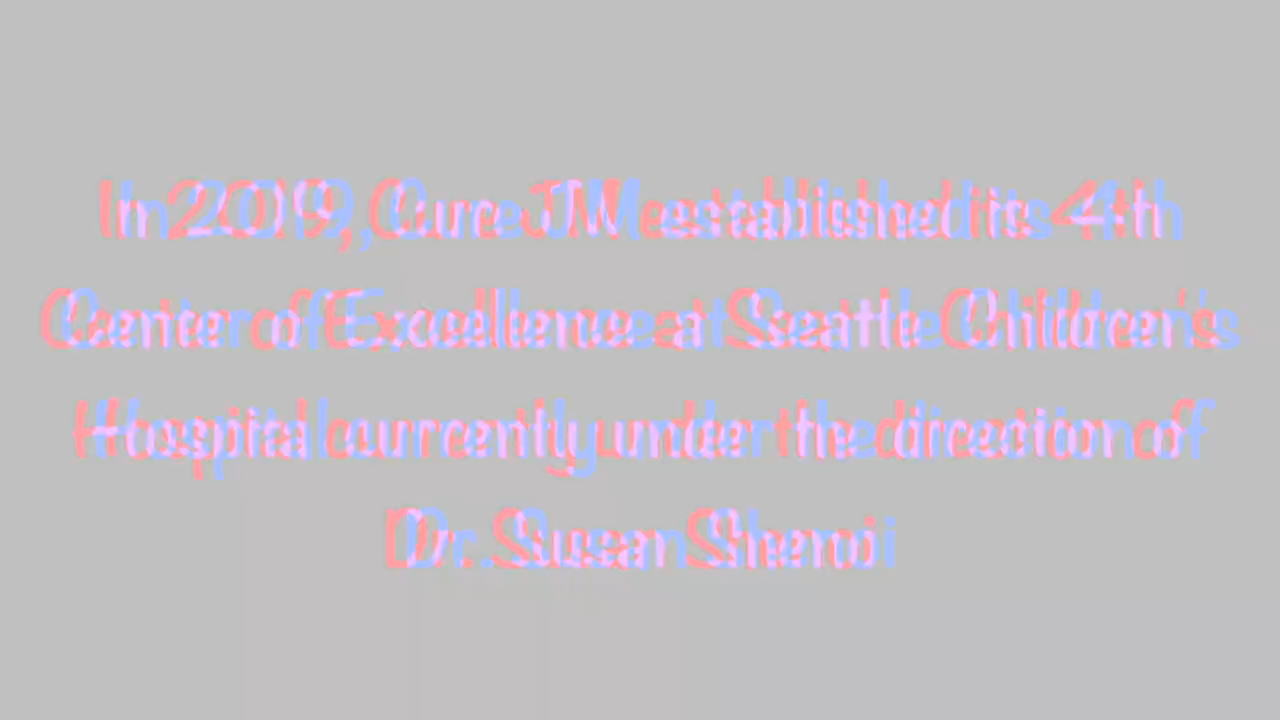 In 2019, Cure JM established its 4th
Center of Excellence at Seattle Children's
Hospital currently under the direction of
Dr. Susan Shenoi